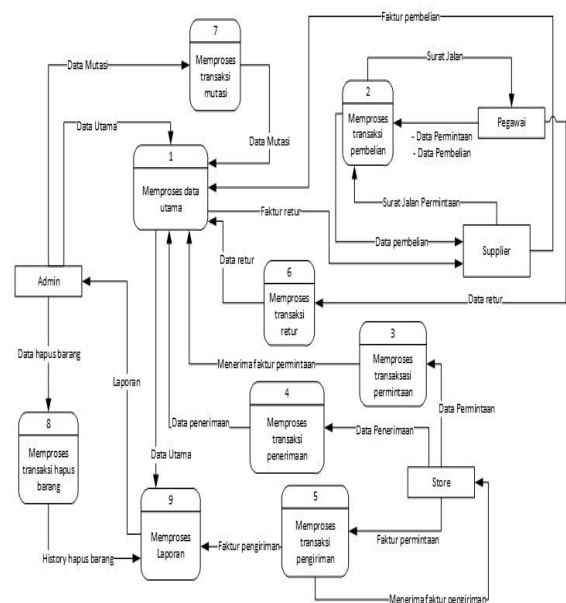 Faktur pembelian
7
Memproses
transaksi
mutasi
Data Mutasi
Surat Jalan
2
Memproses
transaksi
pembelian
Pegawai
- Data Permintaan
- Data Pembelian
Data Utama
Data Mutasi
1
Memproses data
utama
Surat Jalan Permintaan
Faktur retur
Data pembelian
Supplier
Data retur
6
Memproses
transaksi
retur
Data retur
Admin
3
Memproses
transaksasi
permintaan
Menerima faktur permintaan
Data hapus barang
Laporan
4
Memproses
transaksi
penerimaan
Data penerimaan
Data Penerimaan
Data Permintaan
8
Memproses
transaksi hapus
barang
Data Utama
Store
9
Memproses
Laporan
5
Memproses
transaksi
pengiriman
Faktur permintaan
Faktur pengiriman
History hapus barang
Menerima faktur pengiriman